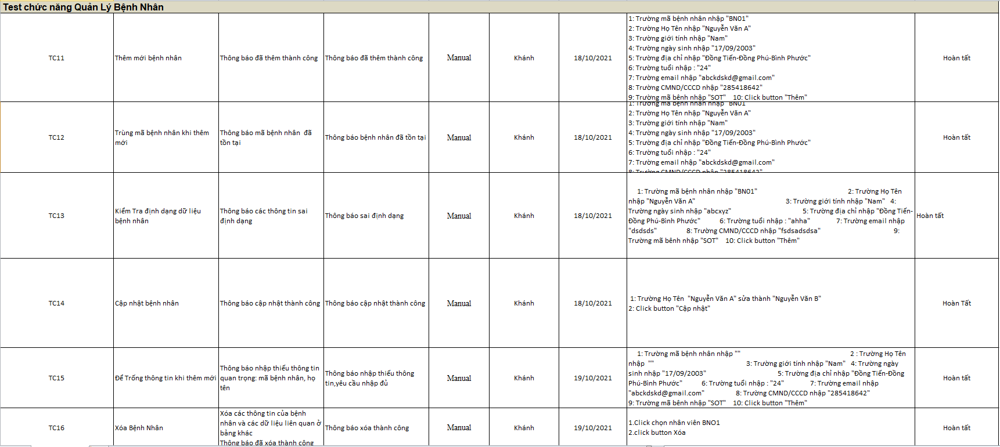 Test chức năng Quản Lý Bệnh Nhân
TC11
Thêm mới bệnh nhân
Thông báo đã thêm thành công
Thông báo đã thêm thành công
Manual
Khánh
18/10/2021
1: Trường mã bệnh nhân nhập "BN01"
2: Trường Họ Tên nhập "Nguyễn Văn A"
3: Trường giới tính nhập "Nam"
4: Trường ngày sinh nhập "17/09/2003"
5: Trường địa chỉ nhập "Đồng Tiến-Đồng Phú-Bình Phước"
6: Trường tuổi nhập : "24"
7: Trường email nhập "abckdskd@gmail.com"
8: Trường CMND/CCCD nhập "285418642"
9: Trường mã bênh nhập "SOT"    10: Click button "Thêm"
Hoàn tất
TC12
Trùng mã bệnh nhân khi thêm
mới
Thông báo mã bệnh nhân  đã
tồn tại
Thông báo bệnh nhân đã tồn tại
Manual
Khánh
18/10/2021
1: Trường mã bệnh nhân nhập "BN01"
2: Trường Họ Tên nhập "Nguyễn Văn A"
3: Trường giới tính nhập "Nam"
4: Trường ngày sinh nhập "17/09/2003"
5: Trường địa chỉ nhập "Đồng Tiến-Đồng Phú-Bình Phước"
6: Trường tuổi nhập : "24"
7: Trường email nhập "abckdskd@gmail.com"
8: Trường CMND/CCCD nhập "285418642"
Hoàn tất
TC13
Kiểm Tra định dạng dữ liệu
bệnh nhân
Thông báo các thông tin sai
định dạng
Thông báo sai định dạng
Manual
Khánh
18/10/2021
1: Trường mã bệnh nhân nhập "BN01" 2: Trường Họ Tên
nhập "Nguyễn Văn A" 3: Trường giới tính nhập "Nam" 4:
Trường ngày sinh nhập "abcxyz" 5: Trường địa chỉ nhập "Đồng Tiến-
Đồng Phú-Bình Phước" 6: Trường tuổi nhập : "ahha" 7: Trường email nhập
"dsdsds" 8: Trường CMND/CCCD nhập "fsdsadsdsa" 9:
Trường mã bênh nhập "SOT" 10: Click button "Thêm"
Hoàn tất
TC14
Cập nhật bệnh nhân
Thông báo cập nhật thành công
Thông báo cập nhật thành công
Manual
Khánh
18/10/2021
1: Trường Họ Tên  "Nguyễn Văn A" sửa thành "Nguyễn Văn B"
2: Click button "Cập nhật"
Hoàn Tất
TC15
Để Trống thông tin khi thêm mới
Thông báo nhập thiếu thông tin
quan trọng: mã bệnh nhân, họ
tên
Thông báo nhập thiếu thông
tin,yêu cầu nhập đủ
Manual
Khánh
19/10/2021
1: Trường mã bệnh nhân nhập "" 2 : Trường Họ Tên
nhập  "" 3: Trường giới tính nhập "Nam" 4: Trường ngày
sinh nhập "17/09/2003" 5: Trường địa chỉ nhập "Đồng Tiến-Đồng
Phú-Bình Phước" 6: Trường tuổi nhập : "24" 7: Trường email nhập
"abckdskd@gmail.com" 8: Trường CMND/CCCD nhập "285418642"
9: Trường mã bênh nhập "SOT" 10: Click button "Thêm"
Hoàn tất
TC16
Xóa Bệnh Nhân
Xóa các thông tin của bệnh
nhân và các dữ liệu liên quan ở
bảng khác
Thông báo đã xóa thành công
Thông báo xóa thành công
Manual
Khánh
19/10/2021
1.Click chọn nhân viên BNO1
2.click button Xóa
Hoàn tất